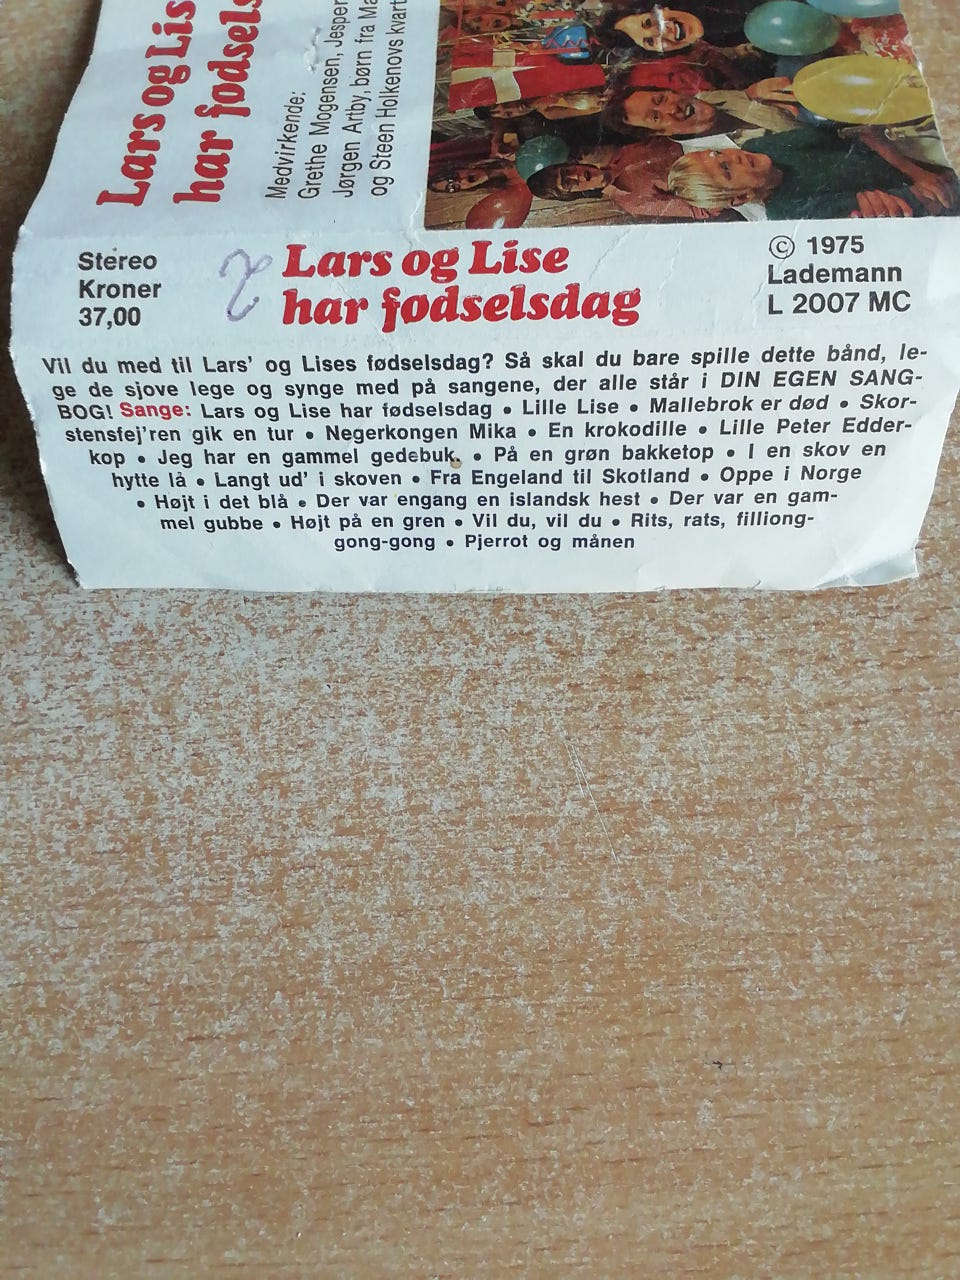 Lars og Lis
har fødsels
Medvirkende:
Grethe Mogensen, Jesper
Jørgen Artby, børn fra Ma
og Steen Holkenovs kvart
Stereo
Kroner
37,00
Lars og Lise
har fødselsdag
© 1975
Lademann
L 2007 MC
Vil du med til Lars' og Lises fødselsdag? Så skal du bare spille dette bånd, le-
ge de sjove lege og synge med på sangene, der alle står i DIN EGEN SANG-
BOG! Sange: Lars og Lise har fødselsdag • Lille Lise • Mallebrok er død • Skor-
stensfej'ren gik en tur • Negerkongen Mika • En krokodille • Lille Peter Edder-
kop • Jeg har en gammel gedebuk. • På en grøn bakketop • I en skov en
hytte lå • Langt ud' i skoven • Fra Engeland til Skotland • Oppe i Norge
• Højt i det blå • Der var engang en islandsk hest • Der var en gam-
mel gubbe • Højt på en gren • Vil du, vil du • Rits, rats, filliong-
gong-gong • Pjerrot og månen